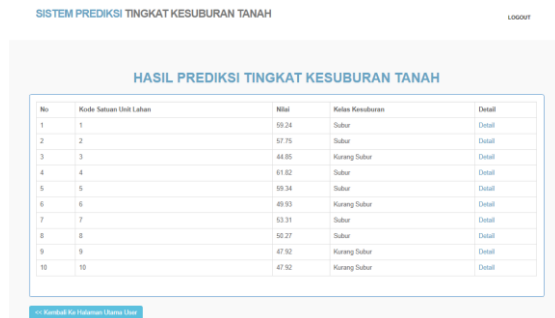 SISTEM PREDIKSI TINGKAT KESUBURAN TANAH LOGOUT
HASIL PREDIKSI TINGKAT KESUBURAN TANAH
No Kode Satuan Unit Lahan Nilai Kelas Kesuburan Detail
1 1 59.24 Subur Detail
2 2 57.75 Subur Detail
3 3 44.85 Kurang Subur Detail
4 4 61.82 Subur Detail
5 5 59.34 Subur Detail
6 6 49.93 Kurang Subur Detail
7 7 53.31 Subur Detail
8 8 50.27 Subur Detail
9 9 47.92 Kurang Subur Detail
10 10 47.92 Kurang Subur Detail
<< Kembali Ke Halaman Utama User